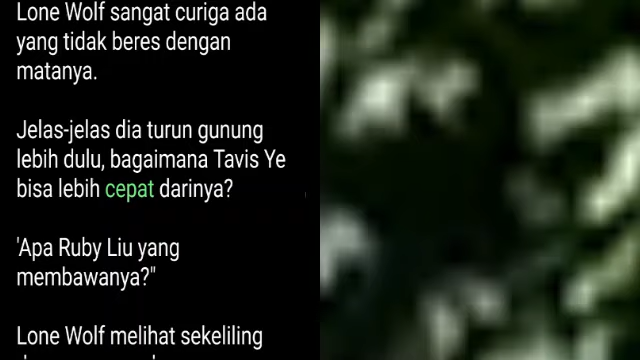 Lone Wolf sangat curiga ada
yang tidak beres dengan
matanya.
Jelas-jelas dia turun gunung
lebih dulu, bagaimana Tavis Ye
bisa lebih cepat darinya?
'Apa Ruby Liu yang
membawanya?"
Lone Wolf melihat sekeliling